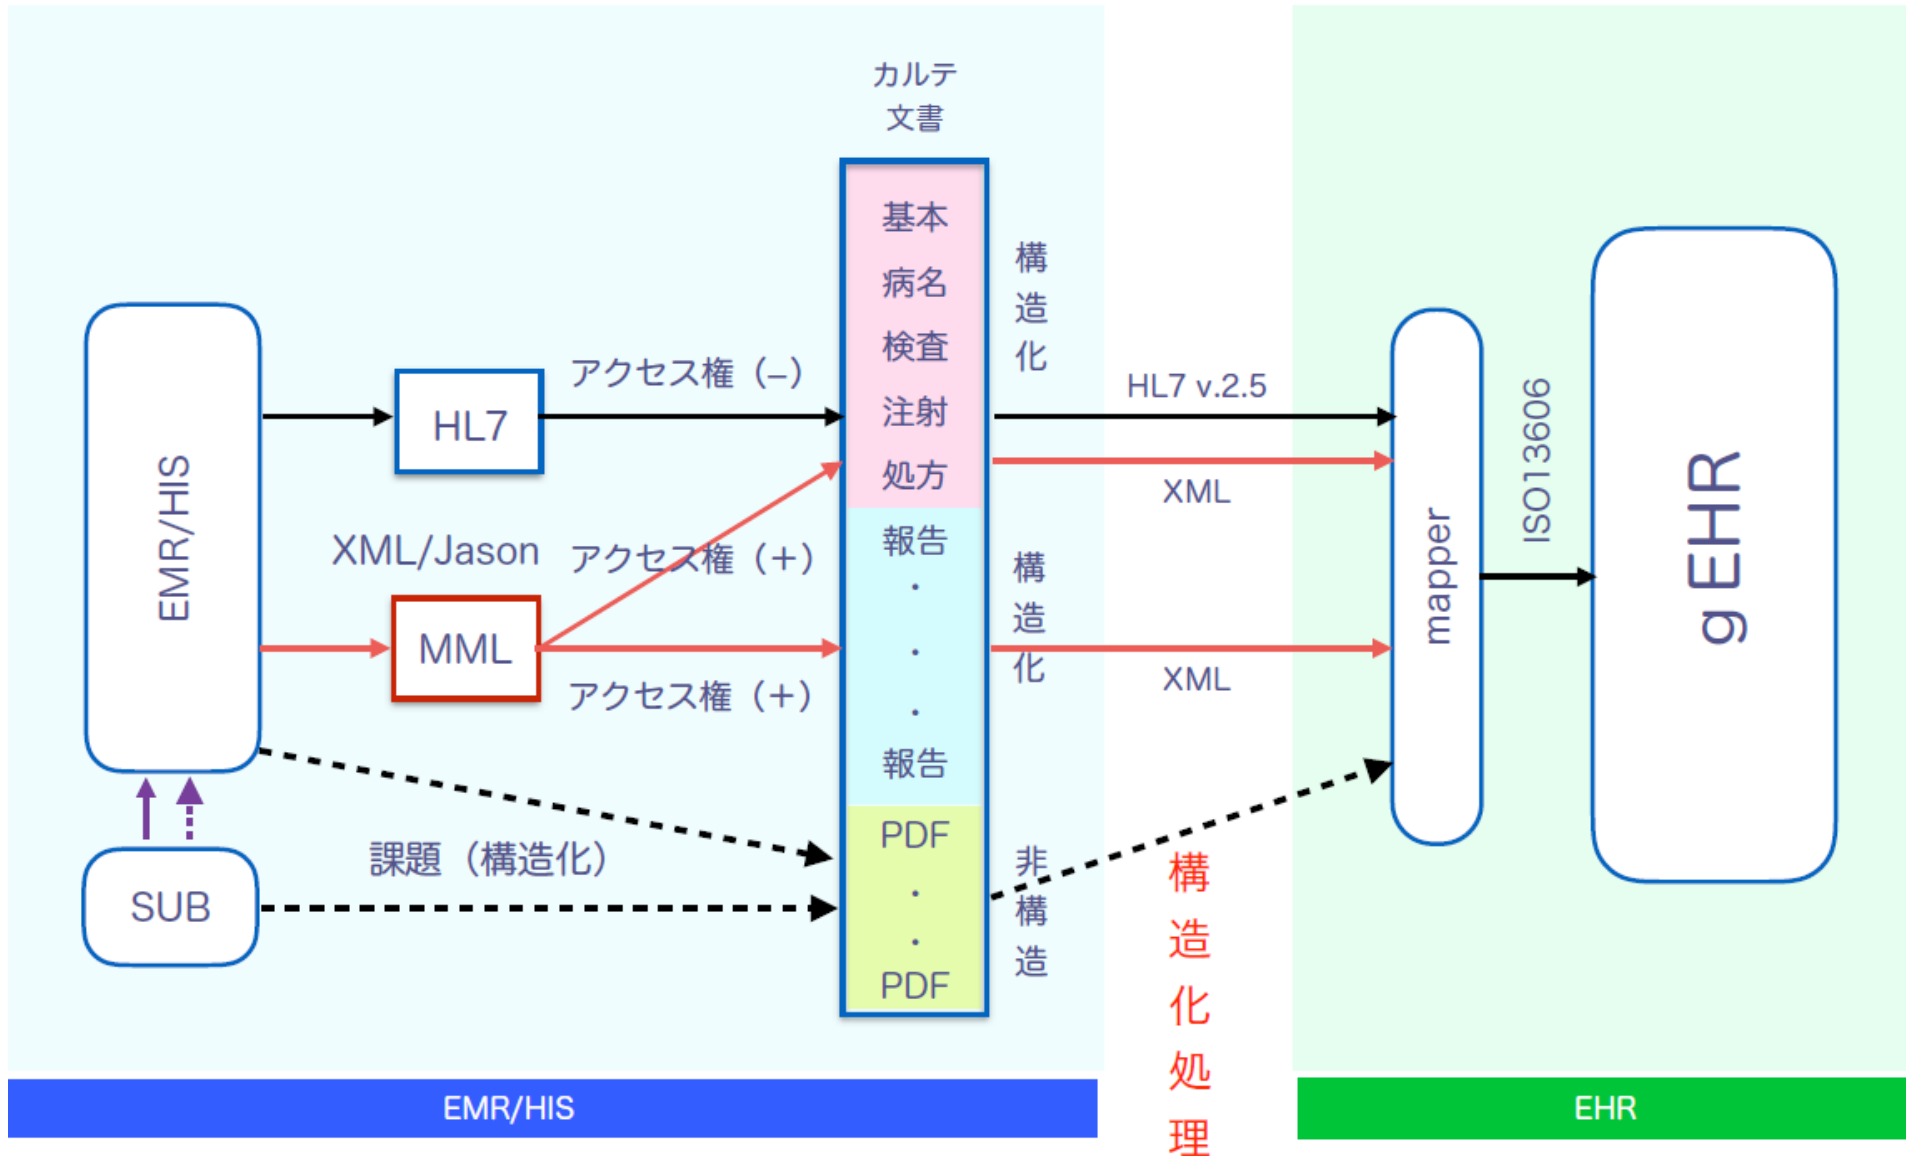 カルテ
文書
基本
病名
検査
注射
処方
報告
・
・
・
報告
PDF
・
・
PDF
構造化
構造化
非構造
EMR/HIS
HL7
アクセス権（−）
XML/Jason
アクセス権（＋）
MML
アクセス権（＋）
課題（構造化）
SUB
HL7 v.2.5
XML
XML
構造化処理
mapper
ISO13606
gEHR
EMR/HIS
EHR